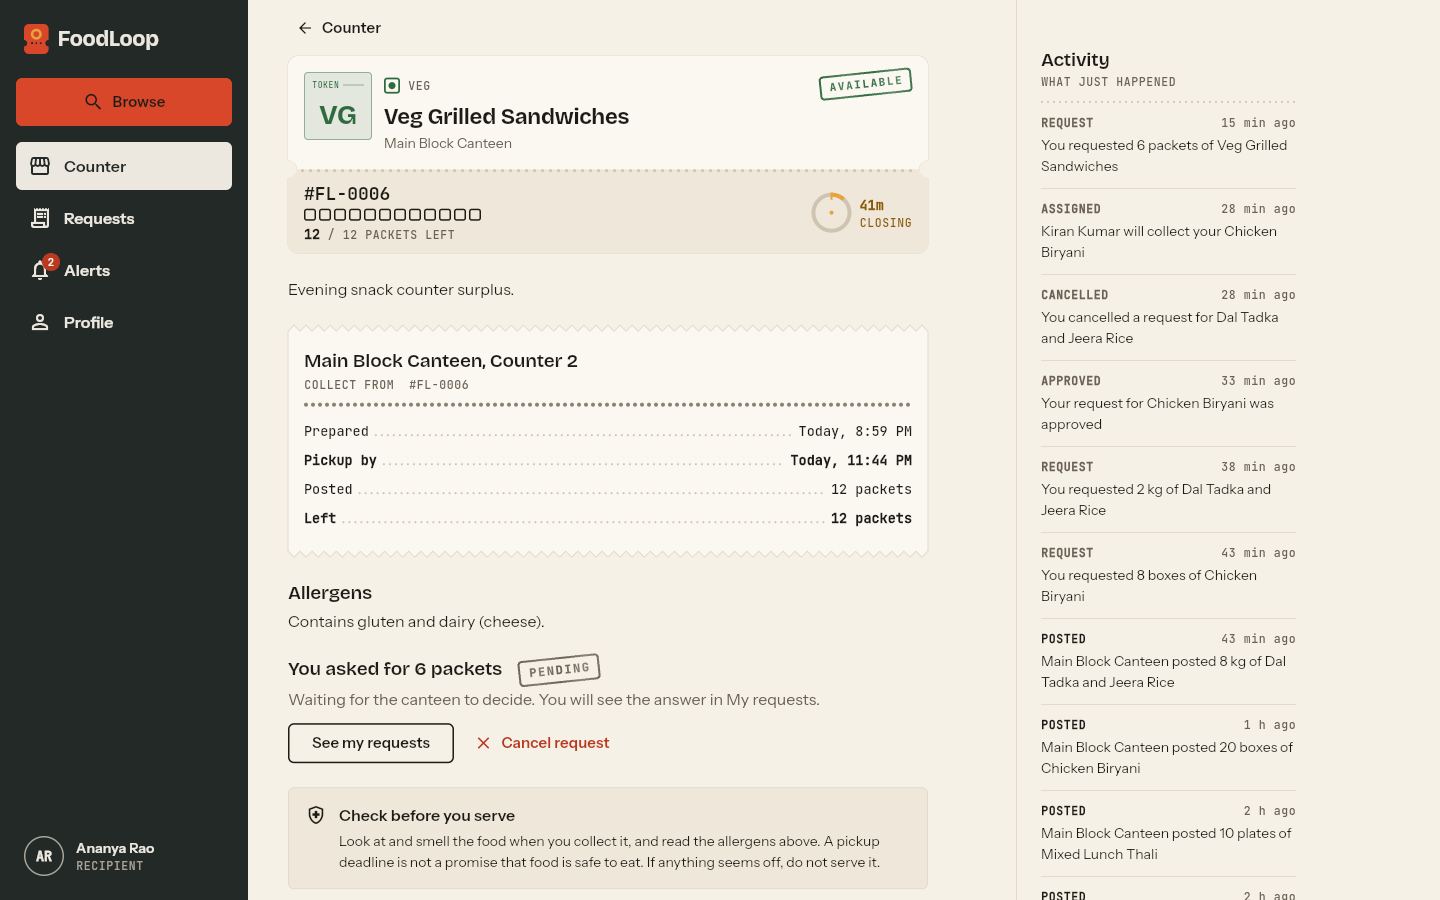 FoodLoop
Browse
Counter
Requests
2
Alerts
Profile
AR
Ananya Rao
RECIPIENT
Counter
TOKEN
VG
VEG
Veg Grilled Sandwiches
Main Block Canteen
AVAILABLE
#FL-0006
12 / 12 PACKETS LEFT
41m
CLOSING
Evening snack counter surplus.
Main Block Canteen, Counter 2
COLLECT FROM #FL-0006
Prepared Today, 8:59 PM
Pickup by Today, 11:44 PM
Posted 12 packets
Left 12 packets
Allergens
Contains gluten and dairy (cheese).
You asked for 6 packets PENDING
Waiting for the canteen to decide. You will see the answer in My requests.
See my requests Cancel request
Check before you serve
Look at and smell the food when you collect it, and read the allergens above. A pickup
deadline is not a promise that food is safe to eat. If anything seems off, do not serve it.
Activity
WHAT JUST HAPPENED
REQUEST 15 min ago
You requested 6 packets of Veg Grilled
Sandwiches
ASSIGNED 28 min ago
Kiran Kumar will collect your Chicken
Biryani
CANCELLED 28 min ago
You cancelled a request for Dal Tadka
and Jeera Rice
APPROVED 33 min ago
Your request for Chicken Biryani was
approved
REQUEST 38 min ago
You requested 2 kg of Dal Tadka and
Jeera Rice
REQUEST 43 min ago
You requested 8 boxes of Chicken
Biryani
POSTED 43 min ago
Main Block Canteen posted 8 kg of Dal
Tadka and Jeera Rice
POSTED 1 h ago
Main Block Canteen posted 20 boxes of
Chicken Biryani
POSTED 2 h ago
Main Block Canteen posted 10 plates of
Mixed Lunch Thali
POSTED 2 h ago